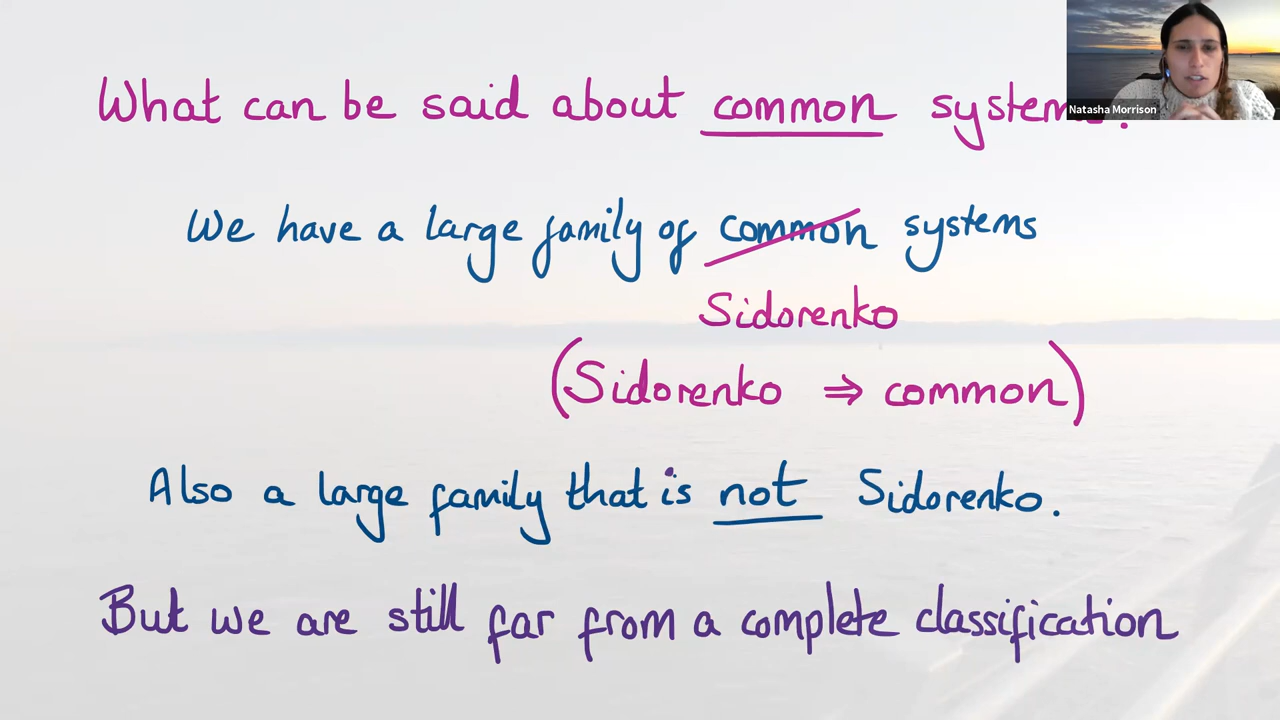 What can be said about common systems?
Natasha Morrison
We have a large family of common systems
Sidorenko
(Sidorenko ⇒ common)
Also a large family that is not Sidorenko.
But we are still far from a complete classification